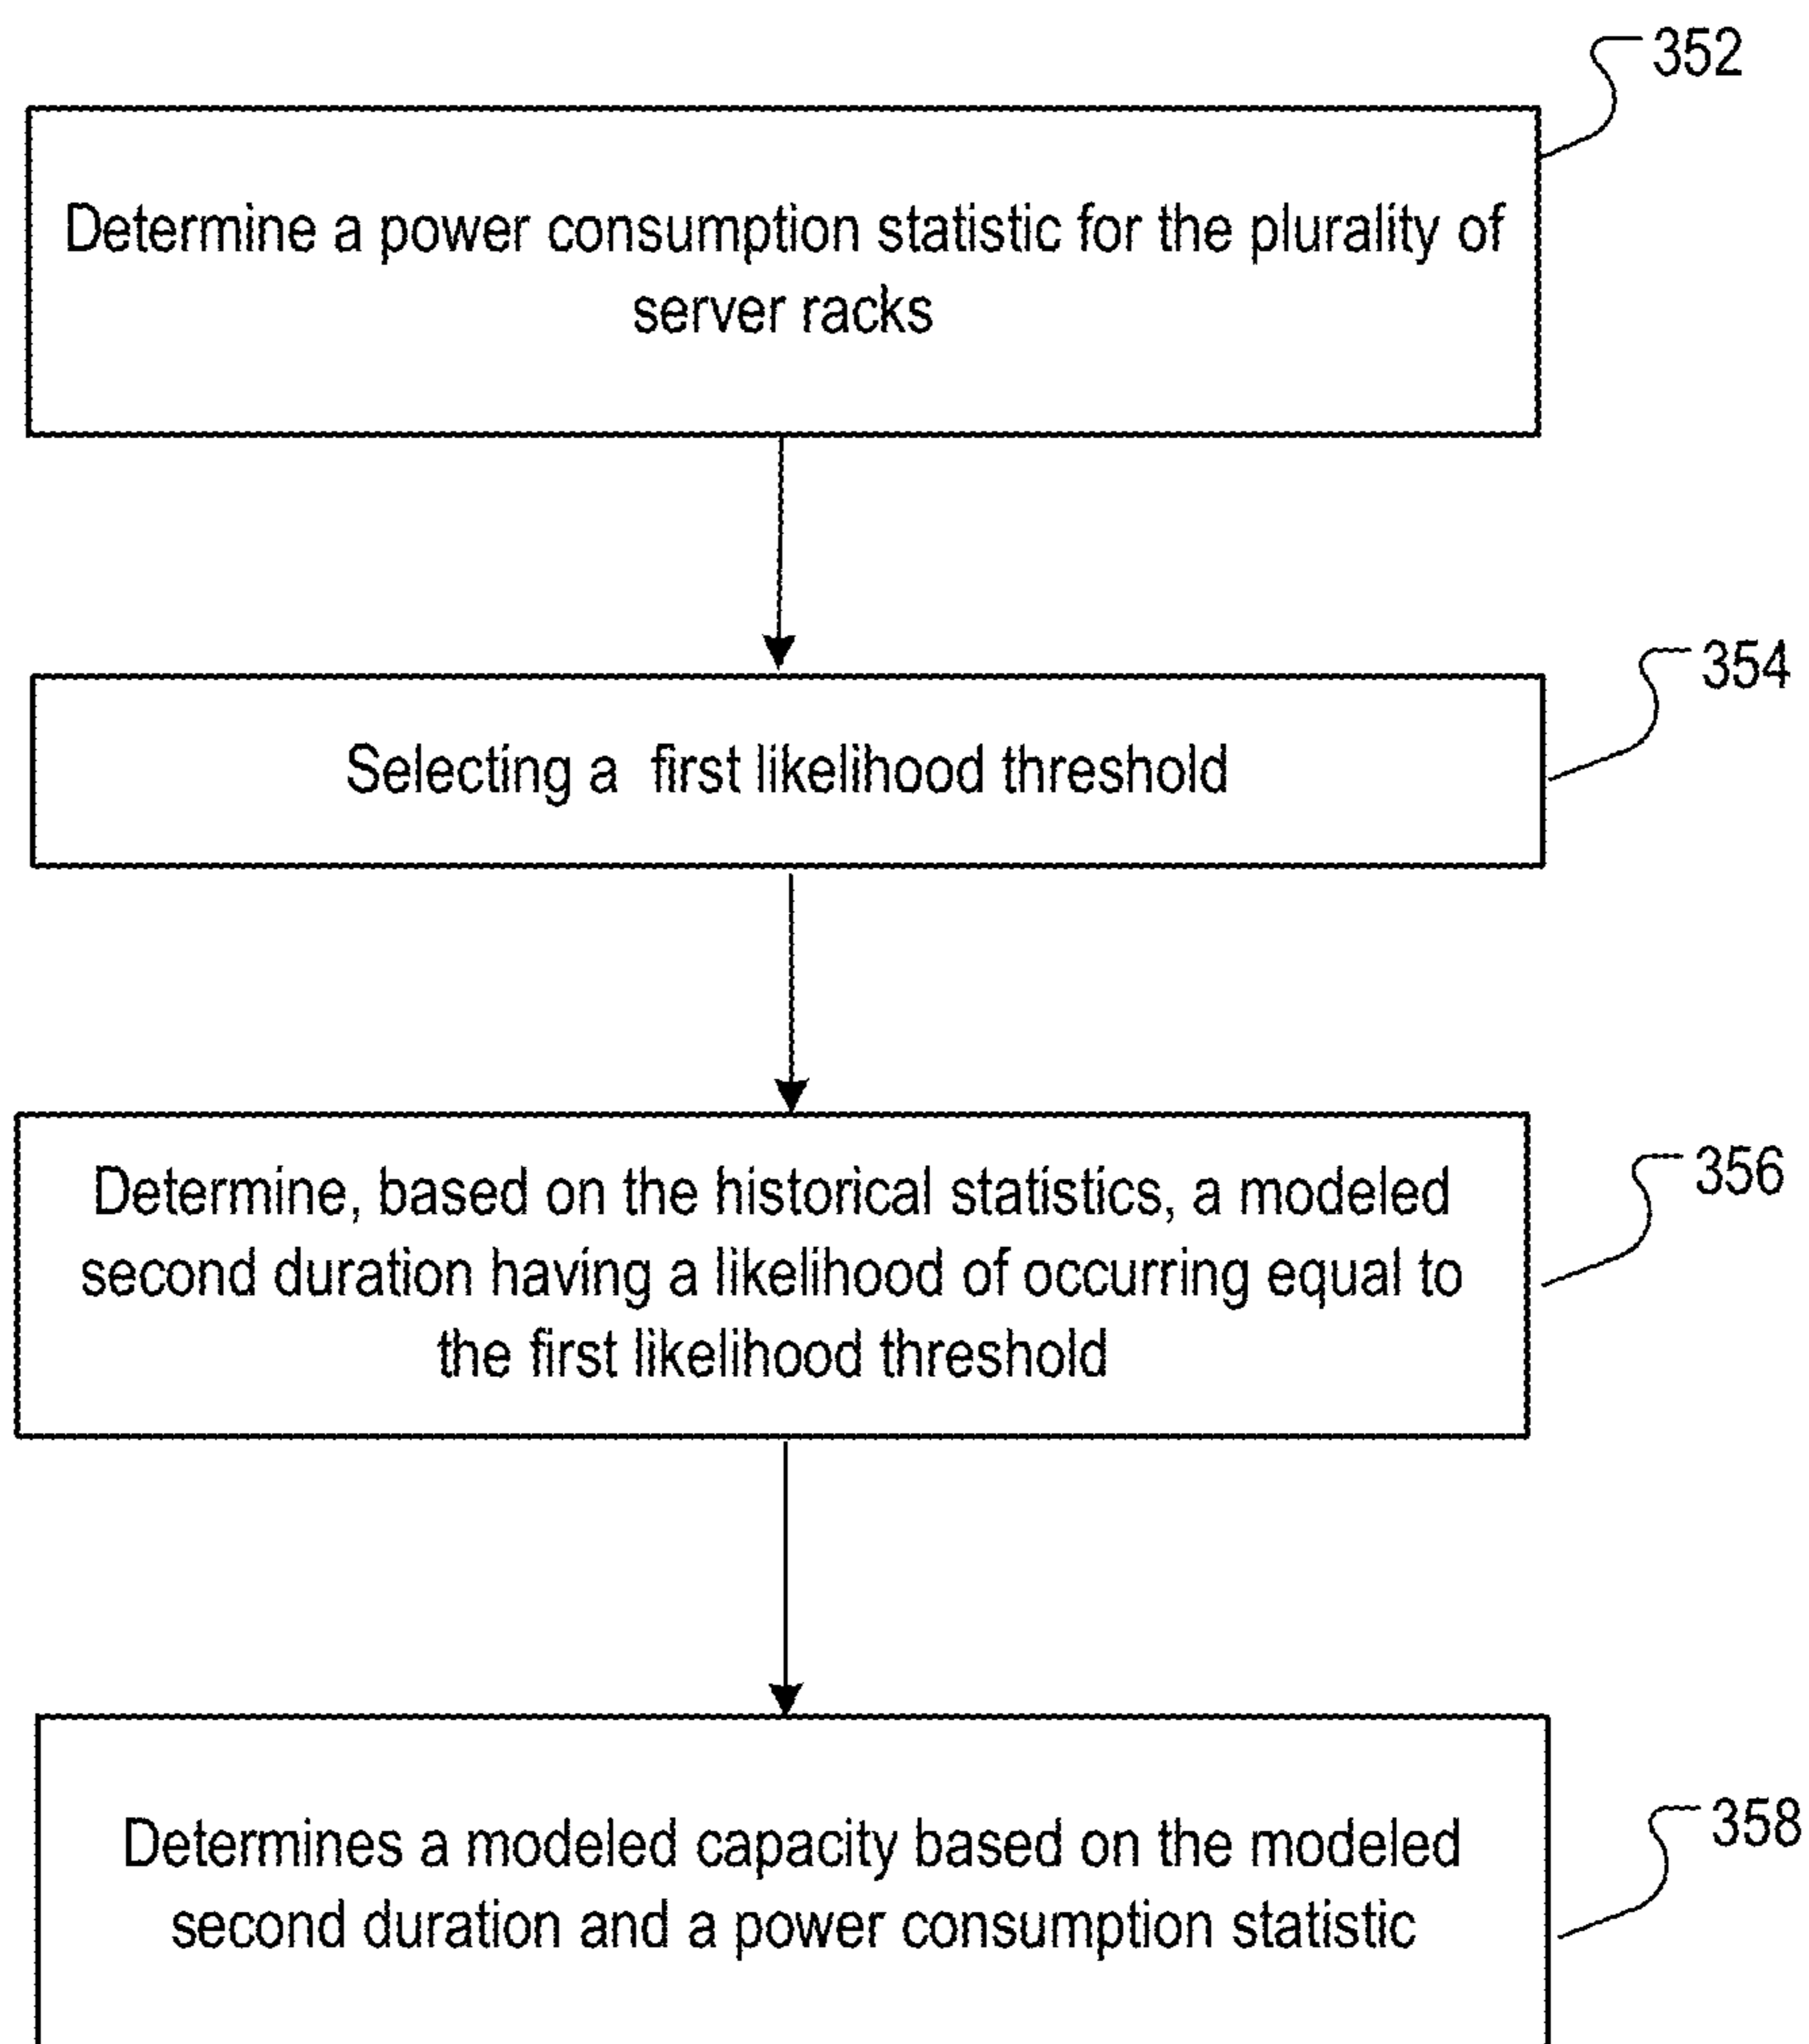 352
Determine a power consumption statistic for the plurality of
server racks
354
Selecting a first likelihood threshold
356
Determine, based on the historical statistics, a modeled
second duration having a likelihood of occurring equal to
the first likelihood threshold
358
Determines a modeled capacity based on the modeled
second duration and a power consumption statistic